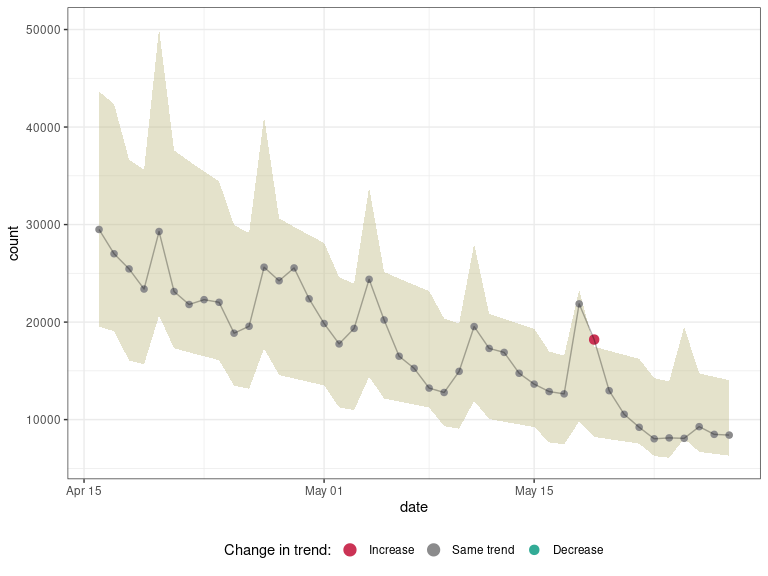 50000
40000
30000
20000
10000
count
Apr 15
May 01
May 15
date
Change in trend: Increase Same trend Decrease